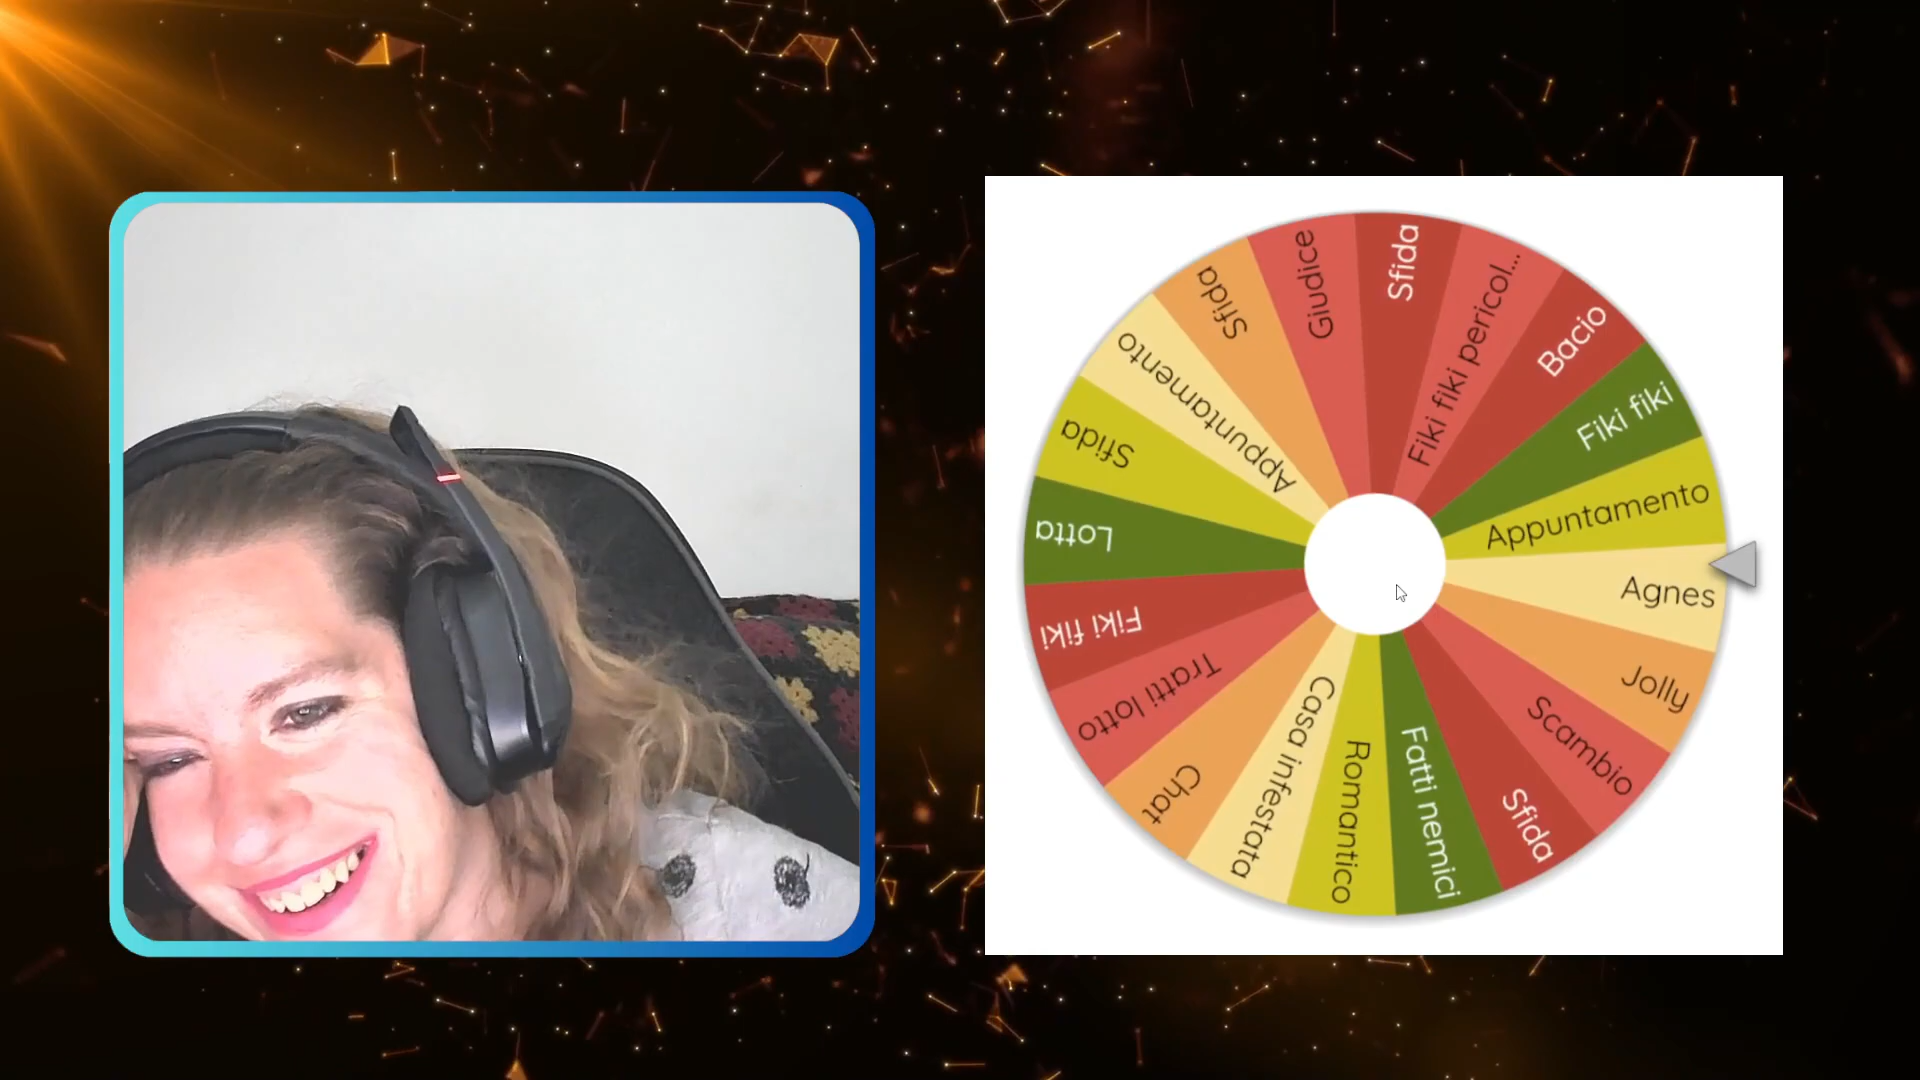 Sfida
Fiki fiki pericol...
Bacio
Fiki fiki
Appuntamento
Agnes
Jolly
Scambio
Sfida
Fatti nemici
Romantico
Casa infestata
Chat
Tratti lotto
Fiki fiki
Lotta
Sfida
Appuntamento
Sfida
Giudice